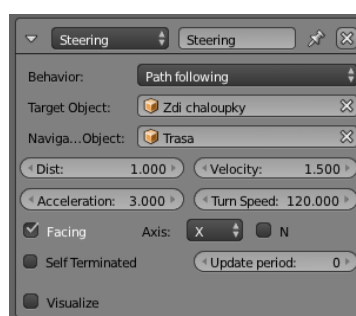 Steering Steering
Behavior: Path following
Target Object: Zdi chaloupky
Naviga...Object: Trasa
Dist: 1.000 Velocity: 1.500
Acceleration: 3.000 Turn Speed: 120.000
Facing Axis: X N
Self Terminated Update period: 0
Visualize